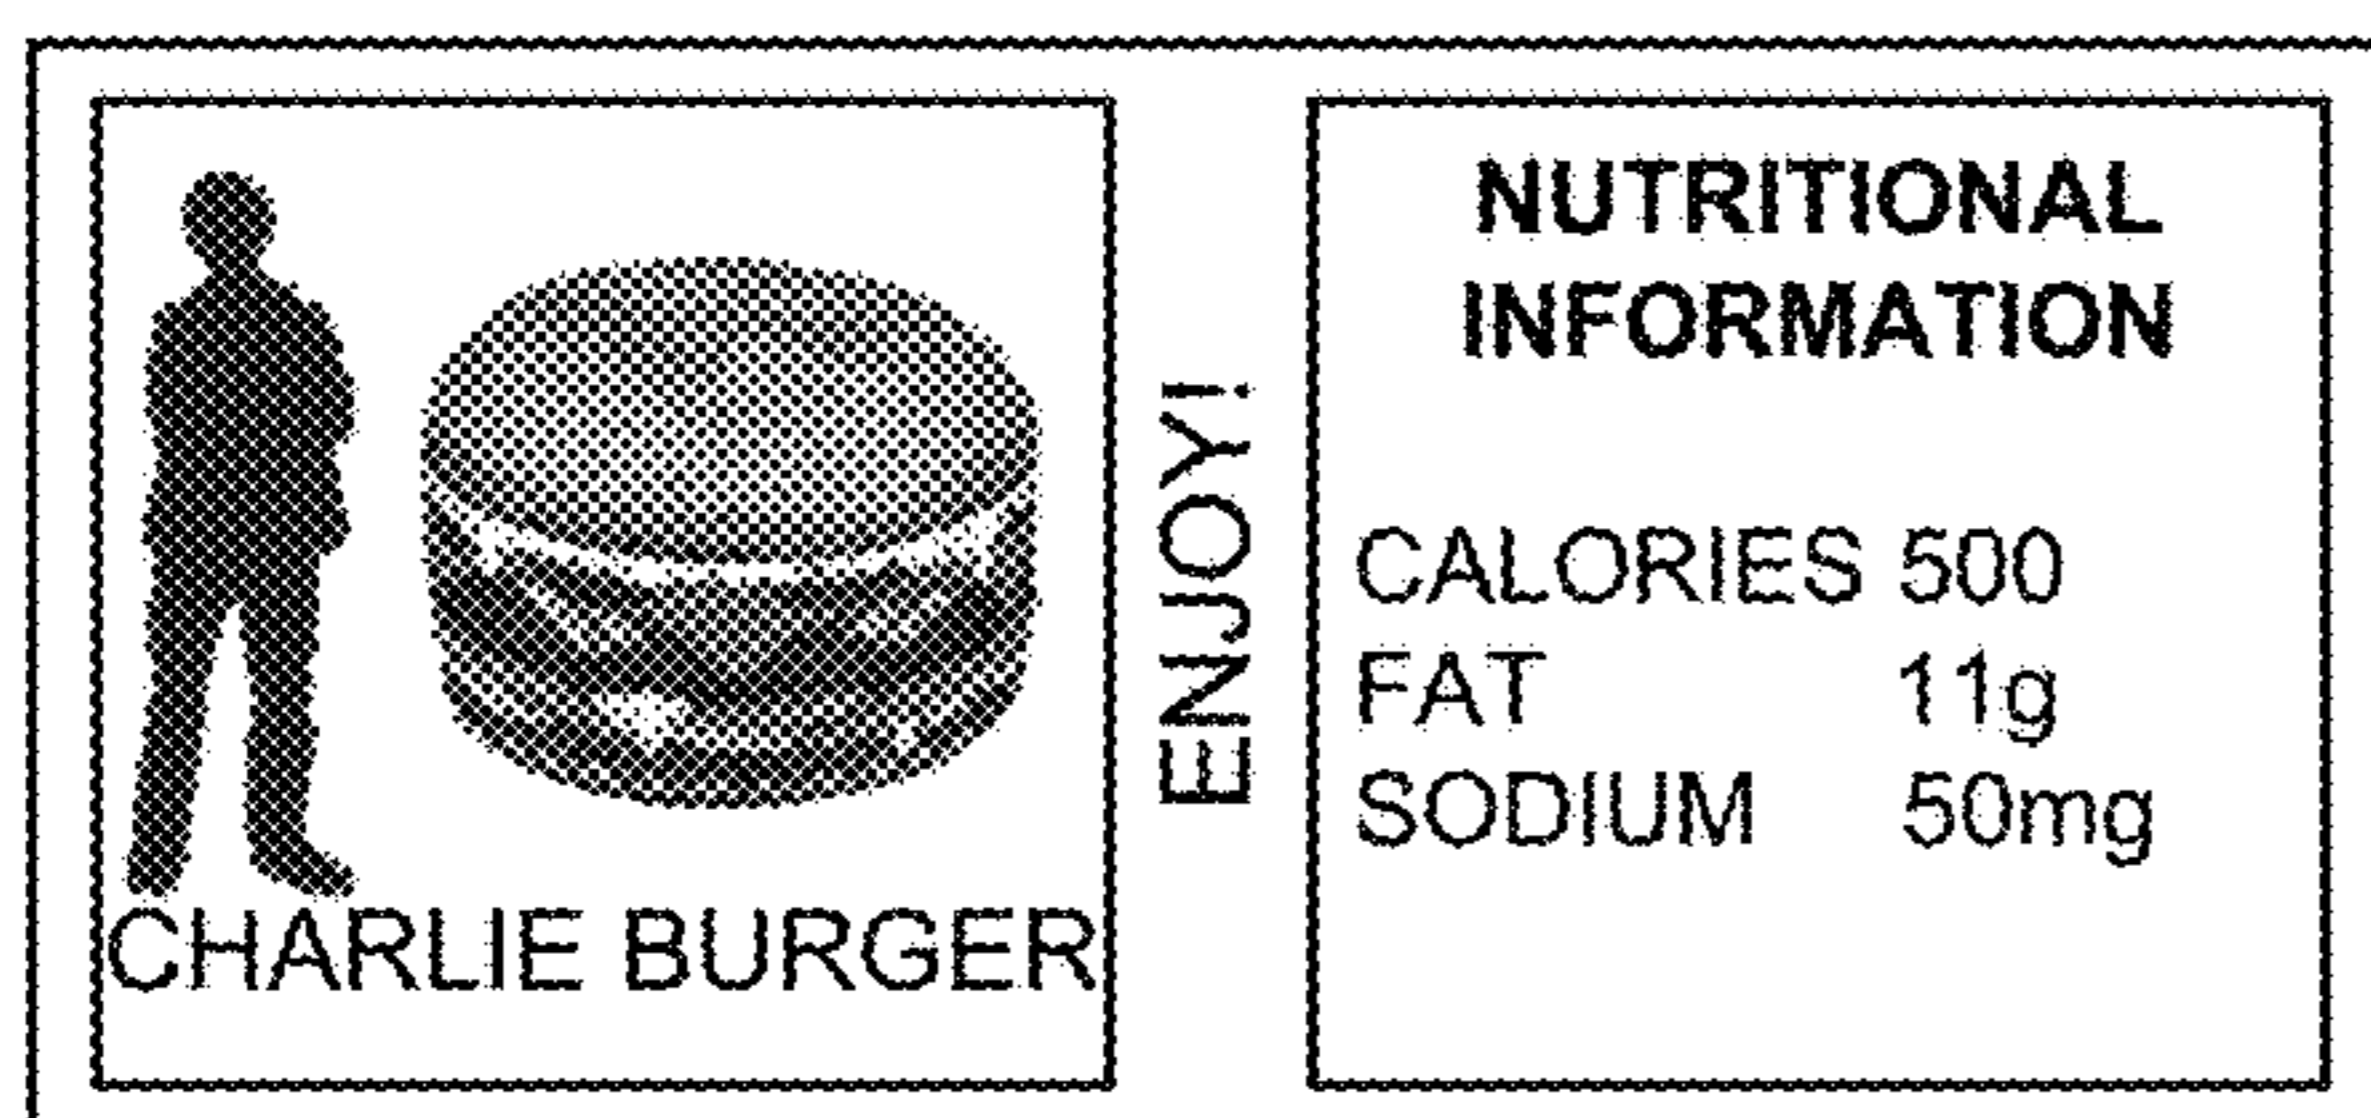 CHARLIE BURGER
ENJOY!
NUTRITIONAL
INFORMATION
CALORIES 500
FAT 11g
SODIUM 50mg